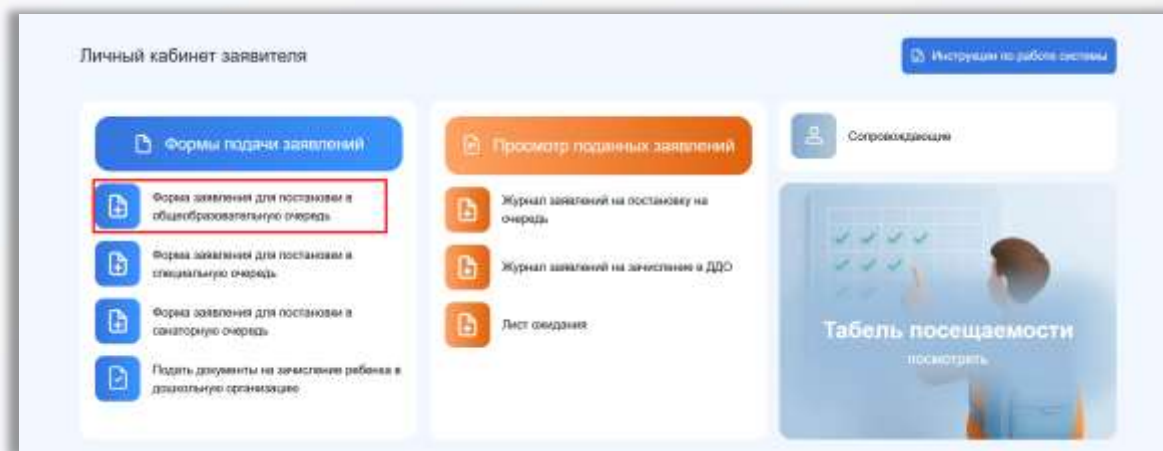 Личный кабинет заявителя
Инструкции по работе системы
Формы подачи заявлений
Форма заявления для постановки в
общеобразовательную очередь
Форма заявления для постановки в
специальную очередь
Форма заявления для постановки в
санаторную очередь
Подать документы на зачисление ребенка в
дошкольную организацию
Просмотр поданных заявлений
Журнал заявлений на постановку на
очередь
Журнал заявлений на зачисление в ДДО
Лист ожидания
Сопровождающие
Табель посещаемости
посмотреть